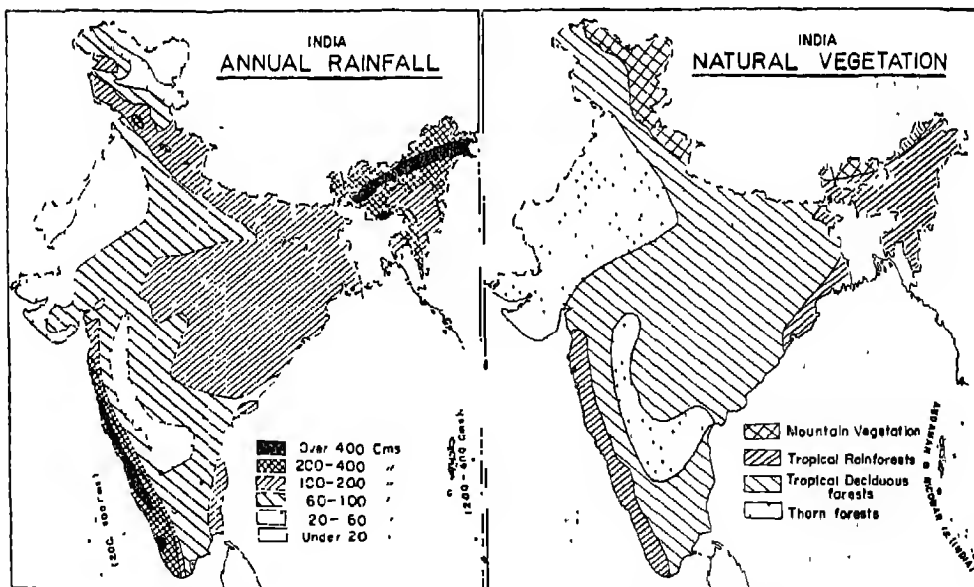 INDIA
ANNUAL RAINFALL
Over 400 Cms
200-400 "
100-200 "
60-100 "
20-60 "
Under 20 "
INDIA
NATURAL VEGETATION
Mountain Vegetation
Tropical Rainforests
Tropical Deciduous
forests
Thorn forests